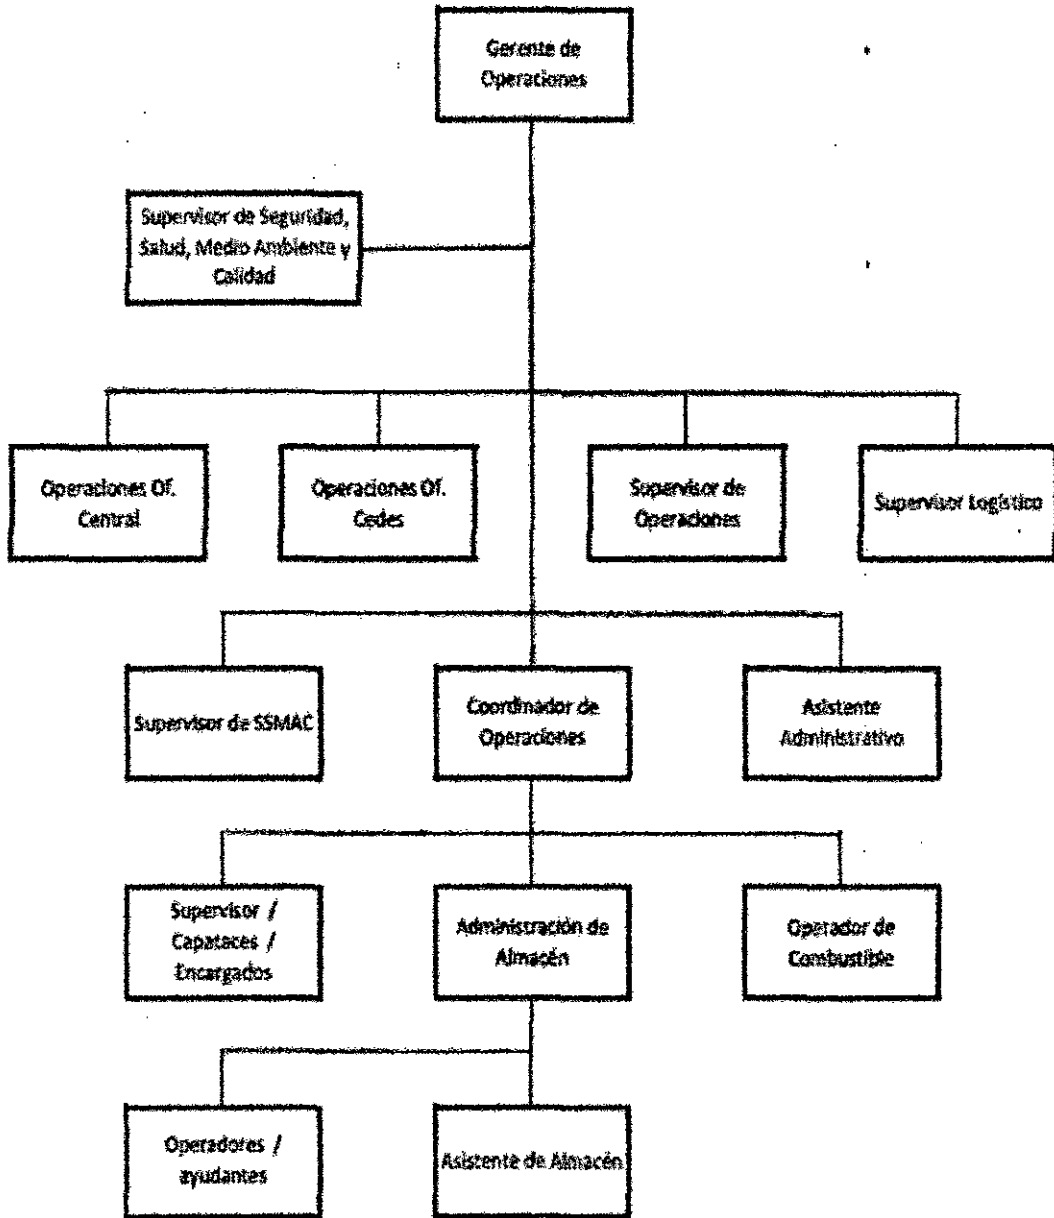 Gerente de
Operaciones
Supervisor de Seguridad,
Salud, Medio Ambiente y
Calidad
Operaciones Of.
Central
Operaciones Of.
Cedes
Supervisor de
Operaciones
Supervisor Logístico
Supervisor de SSMAC
Coordinador de
Operaciones
Asistente
Administrativo
Supervisor /
Capataces /
Encargados
Administración de
Almacén
Operador de
Combustible
Operadores /
ayudantes
Asistente de Almacén